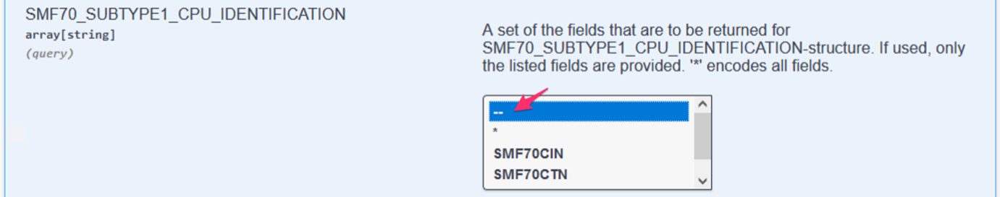 SMF70_SUBTYPE1_CPU_IDENTIFICATION
array[string]
(query)
A set of the fields that are to be returned for
SMF70_SUBTYPE1_CPU_IDENTIFICATION-structure. If used, only
the listed fields are provided. '*' encodes all fields.
--
*
SMF70CIN
SMF70CTN